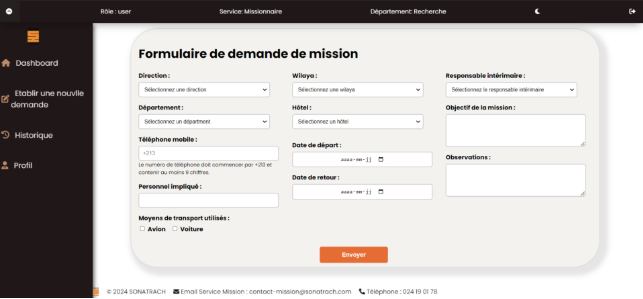 Rôle : user
Service: Missionnaire
Département: Recherche
Dashboard
Etablir une nouvlle
demande
Historique
Profil
Formulaire de demande de mission
Direction :
Sélectionnez une direction
Département :
Sélectionnez un départment
Téléphone mobile :
+213
Le numéro de téléphone doit commencer par +213 et
contenir au moins 9 chiffres.
Personnel impliqué :
Moyens de transport utilisés :
Avion
Voiture
Wilaya :
Sélectionnez une wilaya
Hôtel :
Sélectionnez un hôtel
Date de départ :
aaaa-mm-jj
Date de retour :
aaaa-mm-jj
Responsable intérimaire :
Sélectionnez le responsable intérimaire
Objectif de la mission :
Observations :
Envoyer
© 2024 SONATRACH
Email Service Mission : contact-mission@sonatrach.com
Téléphone : 024 19 01 78